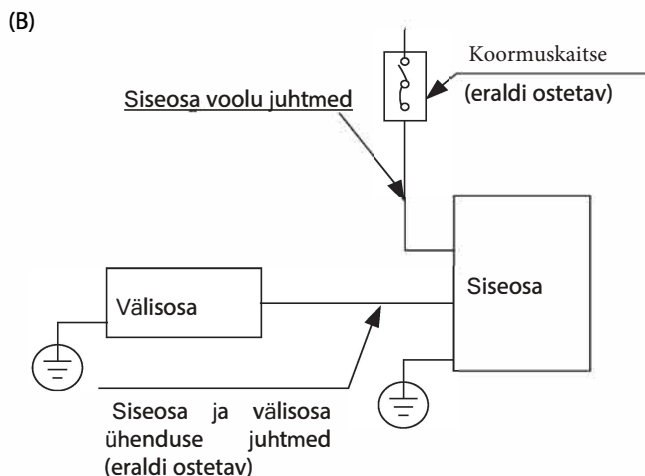 (B)
Koormuskaitse
(eraldi ostetav)
Siseosa voolu juhtmed
Siseosa
Välisosa
Siseosa ja välisosa
ühenduse juhtmed
(eraldi ostetav)